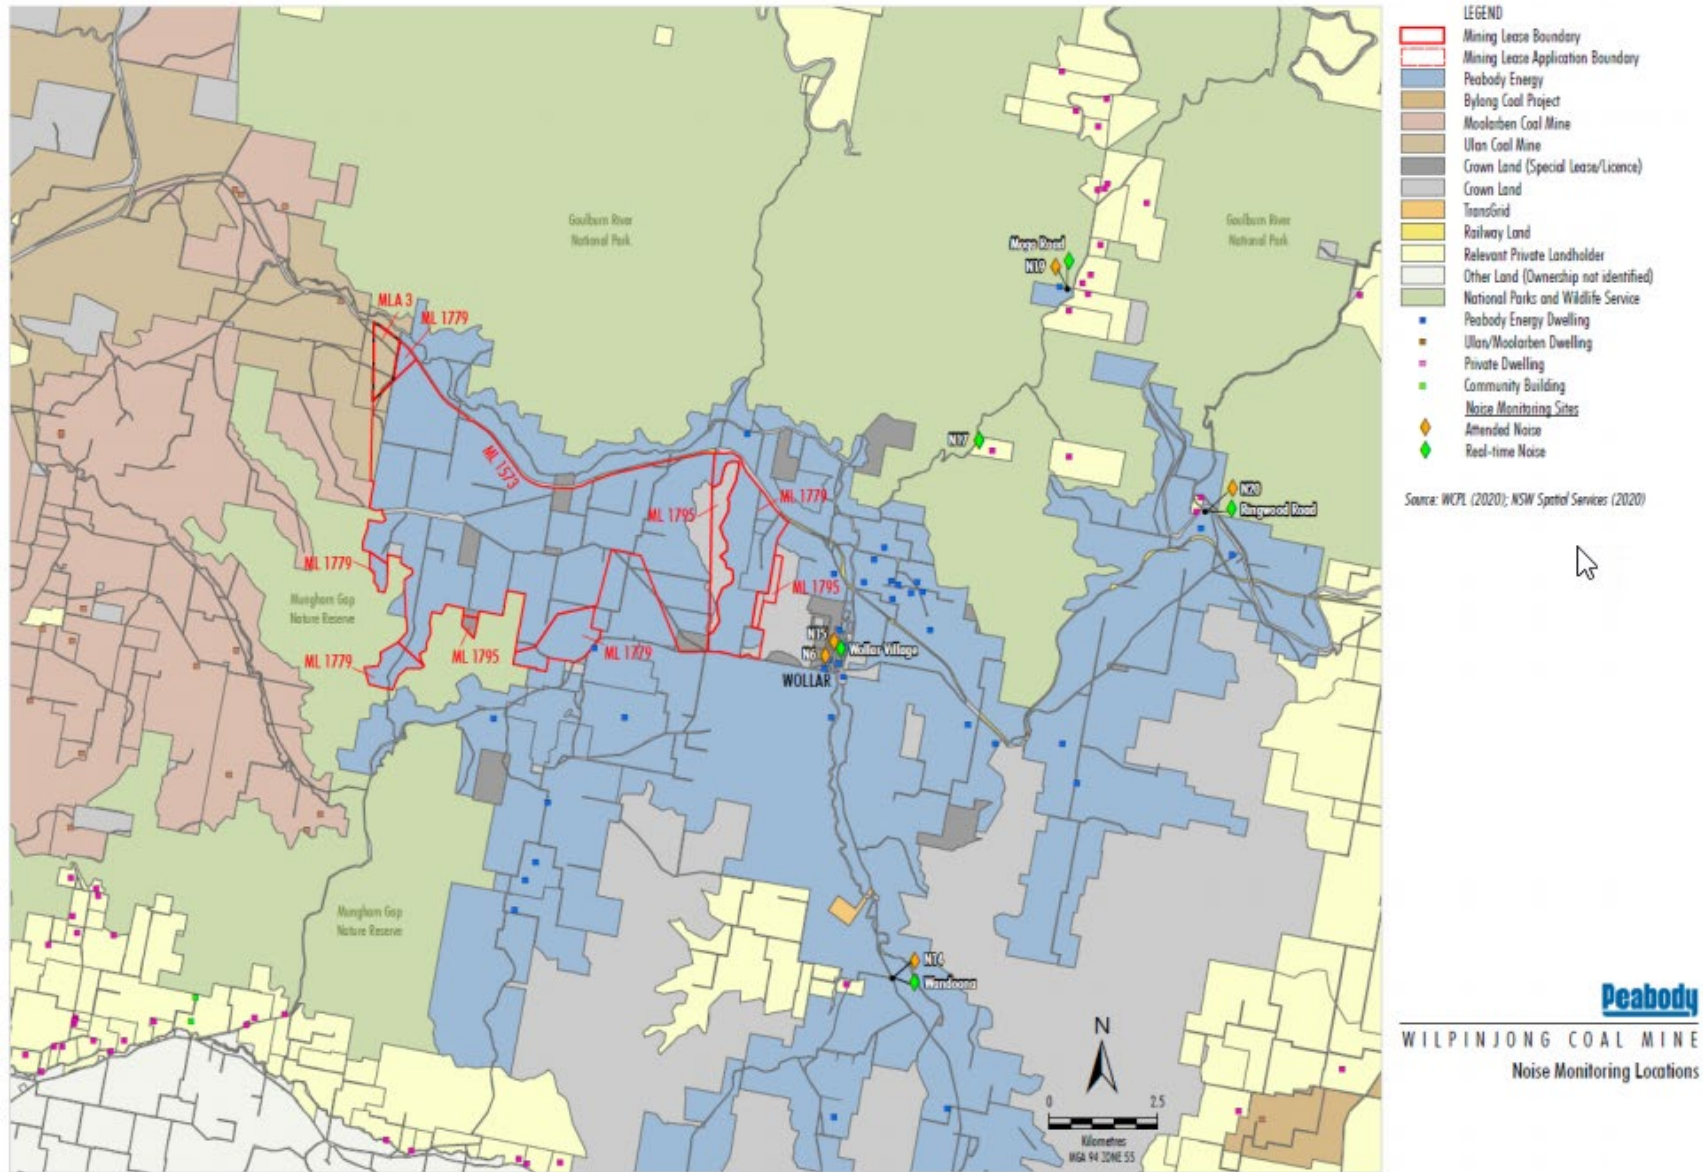 Goulburn River
National Park
Goulburn River
National Park
Mogo Road
N19
MLA 3
ML 1779
N17
ML 1573
ML 1779
N20
Ringwood Road
ML 1795
ML 1779
ML 1795
Munghorn Gap
Nature Reserve
N15
N6
Wollar Village
ML 1779
ML 1795
ML 1779
WOLLAR
Munghorn Gap
Nature Reserve
N14
Wandoona
N
0 2.5
Kilometres
MGA 94 ZONE 55
LEGEND
Mining Lease Boundary
Mining Lease Application Boundary
Peabody Energy
Bylong Coal Project
Moolarben Coal Mine
Ulan Coal Mine
Crown Land (Special Lease/Licence)
Crown Land
TransGrid
Railway Land
Relevant Private Landholder
Other Land (Ownership not identified)
National Parks and Wildlife Service
Peabody Energy Dwelling
Ulan/Moolarben Dwelling
Private Dwelling
Community Building
Noise Monitoring Sites
Attended Noise
Real-time Noise
Source: WCPL (2020); NSW Spatial Services (2020)
Peabody
WILPINJONG COAL MINE
Noise Monitoring Locations